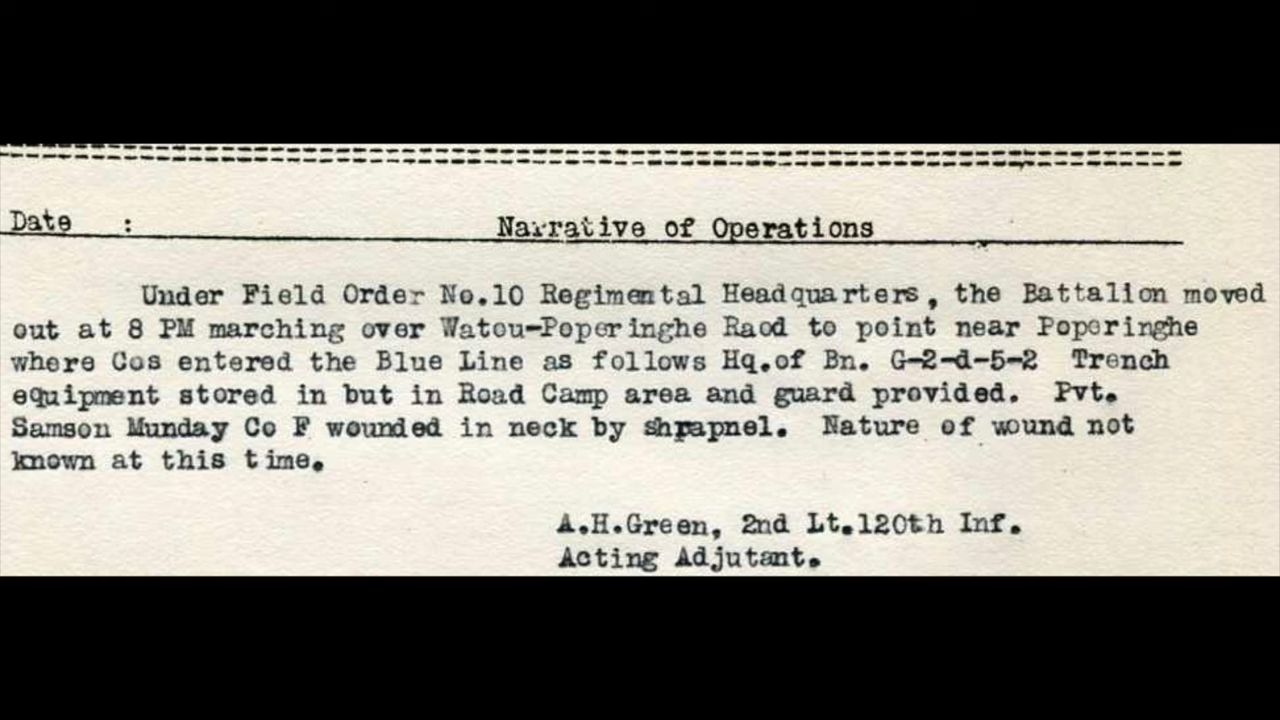 Date : Narrative of Operations
Under Field Order No.10 Regimental Headquarters, the Battalion moved
out at 8 PM marching over Watou-Poperinghe Raod to point near Poperinghe
where Cos entered the Blue Line as follows Hq.of Bn. G-2-d-5-2 Trench
equipment stored in but in Road Camp area and guard provided. Pvt.
Samson Munday Co F wounded in neck by shrapnel. Nature of wound not
known at this time.
A.H.Green, 2nd Lt.120th Inf.
Acting Adjutant.